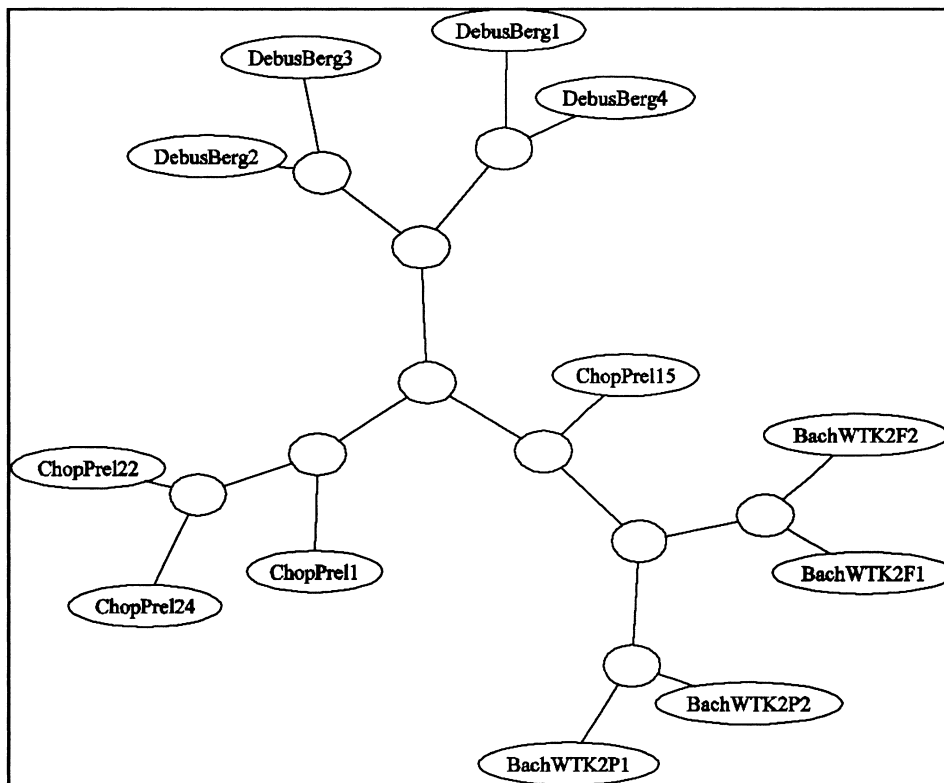 DebusBerg1
DebusBerg3
DebusBerg4
DebusBerg2
ChopPrel15
BachWTK2F2
ChopPrel22
BachWTK2F1
ChopPrel1
ChopPrel24
BachWTK2P2
BachWTK2P1